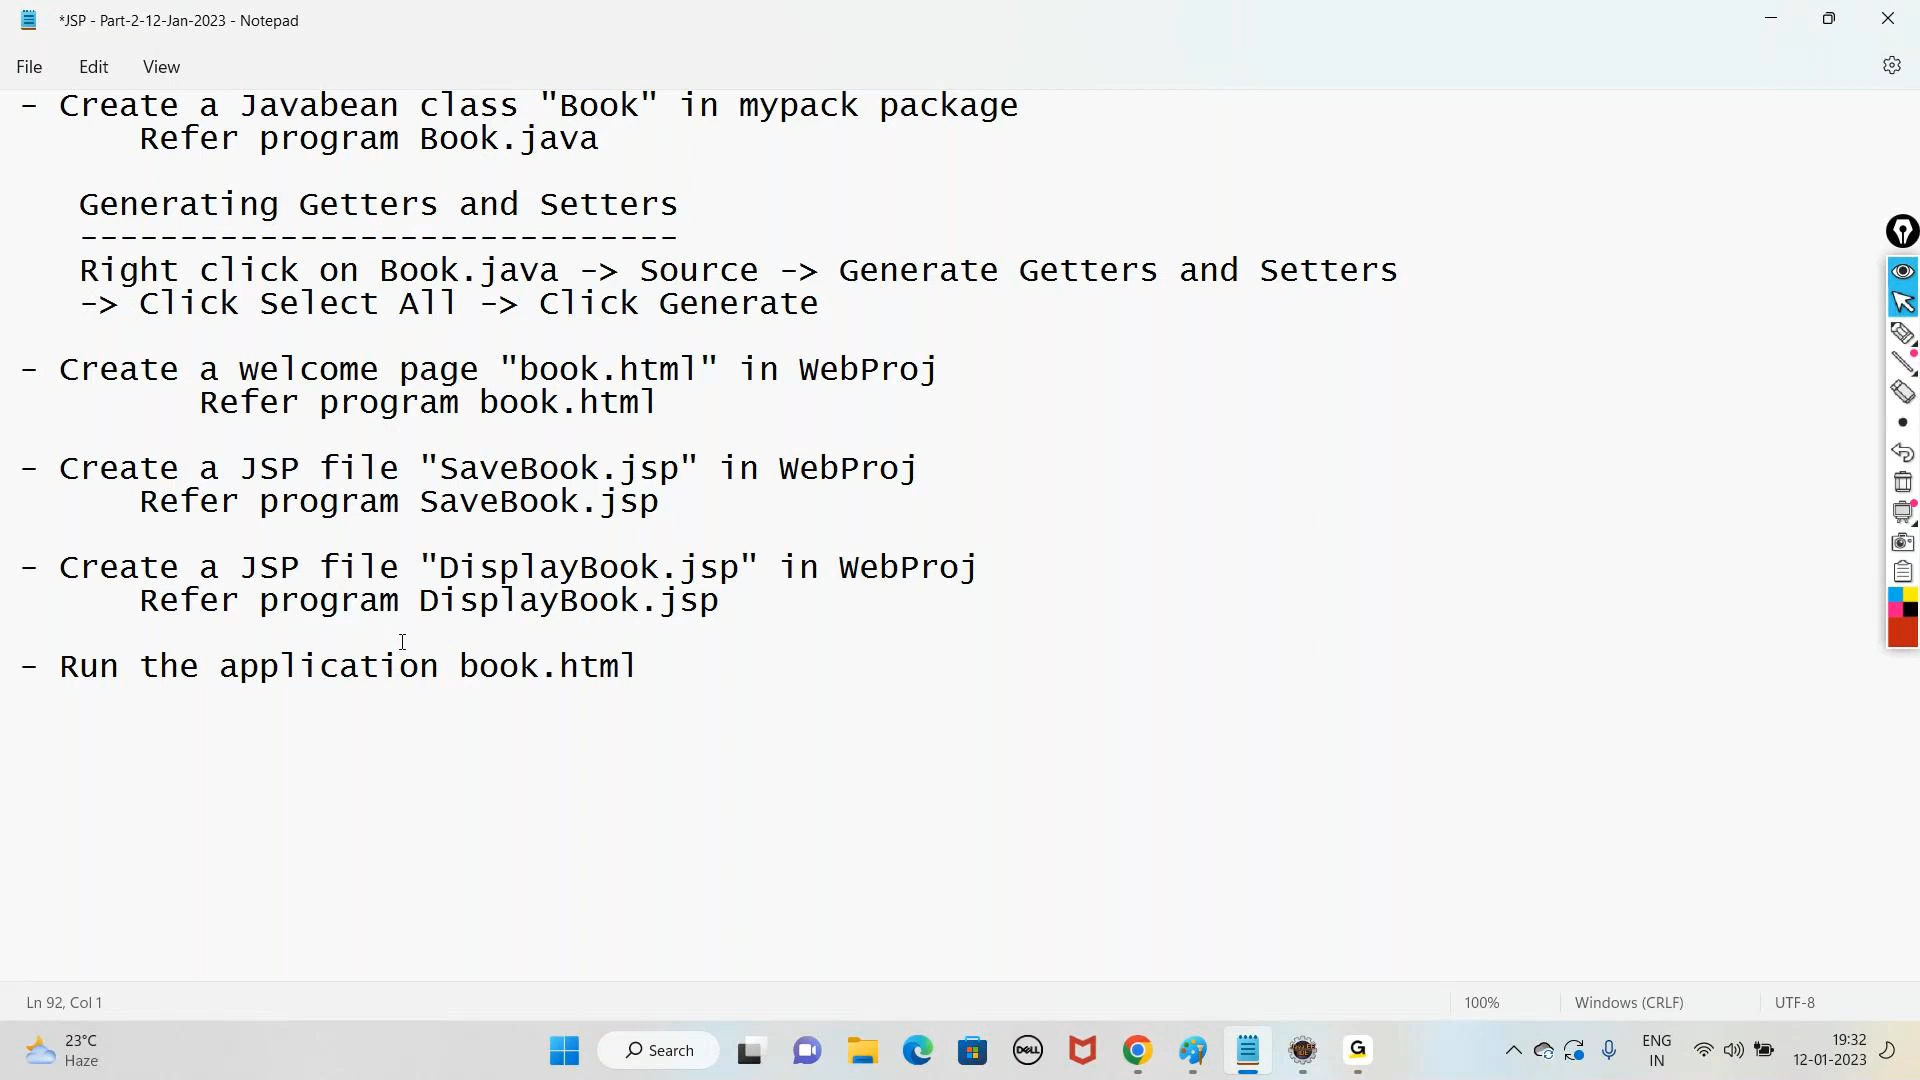 *JSP - Part-2-12-Jan-2023 - Notepad
File Edit View
- Create a Javabean class "Book" in mypack package
Refer program Book.java
Generating Getters and Setters
------------------------------
Right click on Book.java -> Source -> Generate Getters and Setters
-> Click Select All -> Click Generate
- Create a welcome page "book.html" in WebProj
Refer program book.html
- Create a JSP file "SaveBook.jsp" in WebProj
Refer program SaveBook.jsp
- Create a JSP file "DisplayBook.jsp" in WebProj
Refer program DisplayBook.jsp
- Run the application book.html
Ln 92, Col 1 100% Windows (CRLF) UTF-8
23°C
Haze
Search
DELL
G
ENG
IN
19:32
12-01-2023